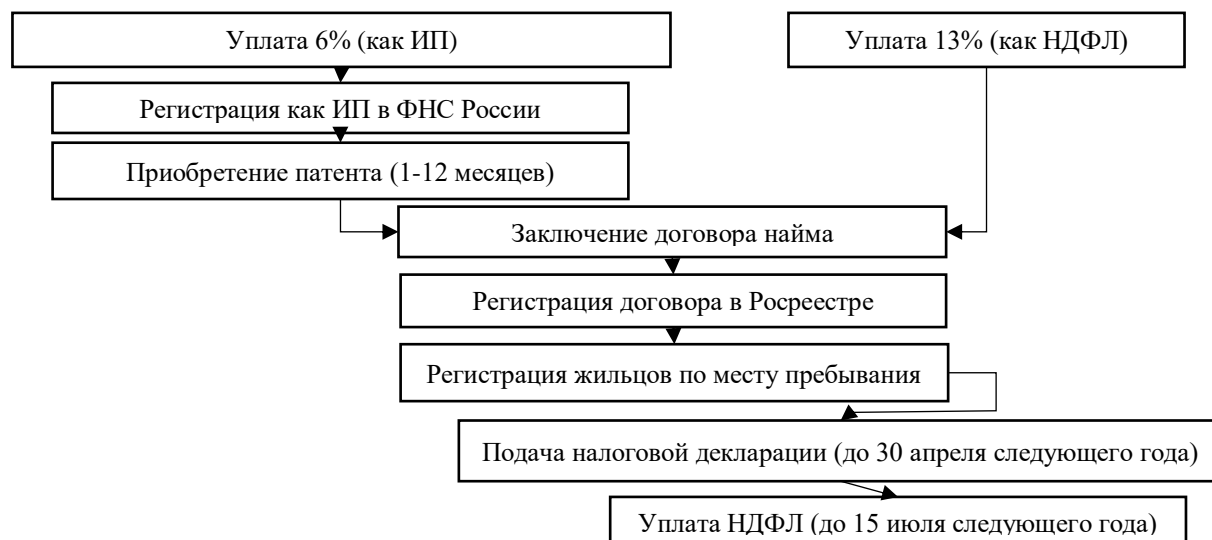 Уплата 6% (как ИП)
Уплата 13% (как НДФЛ)
Регистрация как ИП в ФНС России
Приобретение патента (1-12 месяцев)
Заключение договора найма
Регистрация договора в Росреестре
Регистрация жильцов по месту пребывания
Подача налоговой декларации (до 30 апреля следующего года)
Уплата НДФЛ (до 15 июля следующего года)